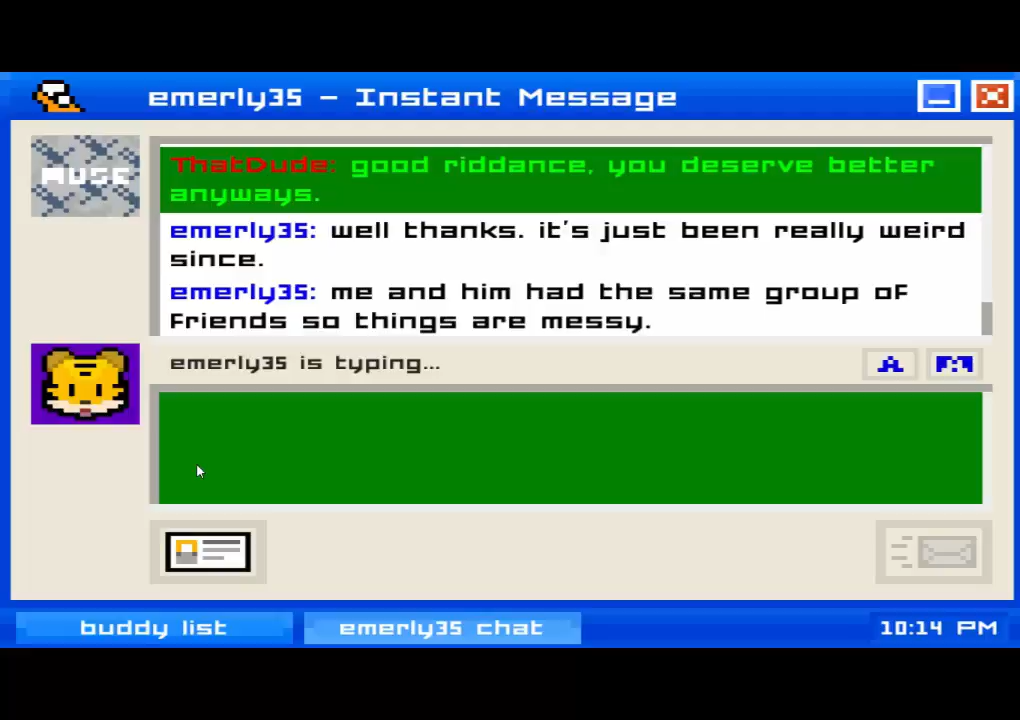 emerly35 - Instant Message
MUSE
ThatDude: good riddance, you deserve better
anyways.
emerly35: well thanks. it's just been really weird
since.
emerly35: me and him had the same group of
friends so things are messy.
emerly35 is typing...
A
buddy list
emerly35 chat
10:14 PM